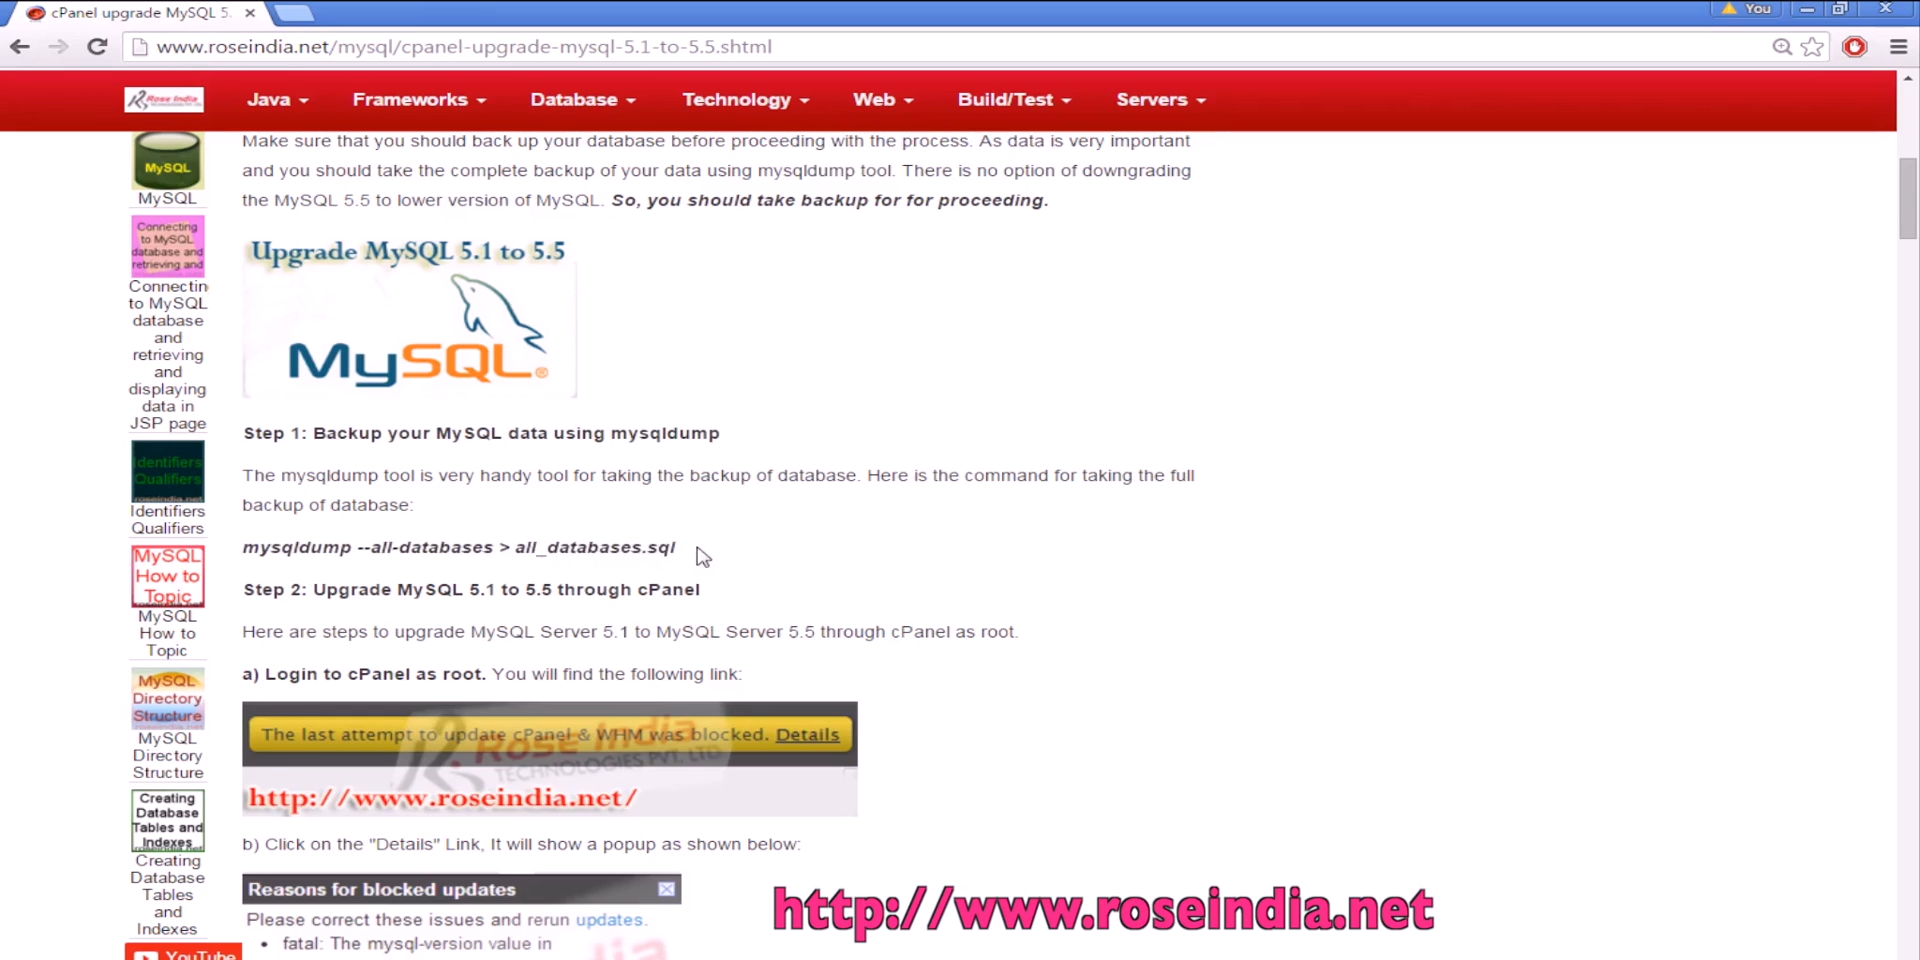 cPanel upgrade MySQL 5.
You
www.roseindia.net/mysql/cpanel-upgrade-mysql-5.1-to-5.5.shtml
Rose India
Java
Frameworks
Database
Technology
Web
Build/Test
Servers
MySQL
MySQL
Connecting
to MySQL
database and
retrieving and
Connectin
to MySQL
database
and
retrieving
and
displaying
data in
JSP page
Identifiers
Qualifiers
roseindia.net
Identifiers
Qualifiers
MySQL
How to
Topic
roseindia.net
MySQL
How to
Topic
MySQL
Directory
Structure
MySQL
Directory
Structure
Creating
Database
Tables and
Indexes
roseindia.net
Creating
Database
Tables
and
Indexes
YouTube
Make sure that you should back up your database before proceeding with the process. As data is very important
and you should take the complete backup of your data using mysqldump tool. There is no option of downgrading
the MySQL 5.5 to lower version of MySQL. So, you should take backup for for proceeding.
Upgrade MySQL 5.1 to 5.5
MySQL®
Step 1: Backup your MySQL data using mysqldump
The mysqldump tool is very handy tool for taking the backup of database. Here is the command for taking the full
backup of database:
mysqldump --all-databases > all_databases.sql
Step 2: Upgrade MySQL 5.1 to 5.5 through cPanel
Here are steps to upgrade MySQL Server 5.1 to MySQL Server 5.5 through cPanel as root.
a) Login to cPanel as root. You will find the following link:
The last attempt to update cPanel & WHM was blocked. Details
Rose India
TECHNOLOGIES PVT. LTD
http://www.roseindia.net/
b) Click on the "Details" Link, It will show a popup as shown below:
Reasons for blocked updates
Please correct these issues and rerun updates.
• fatal: The mysql-version value in
http://www.roseindia.net